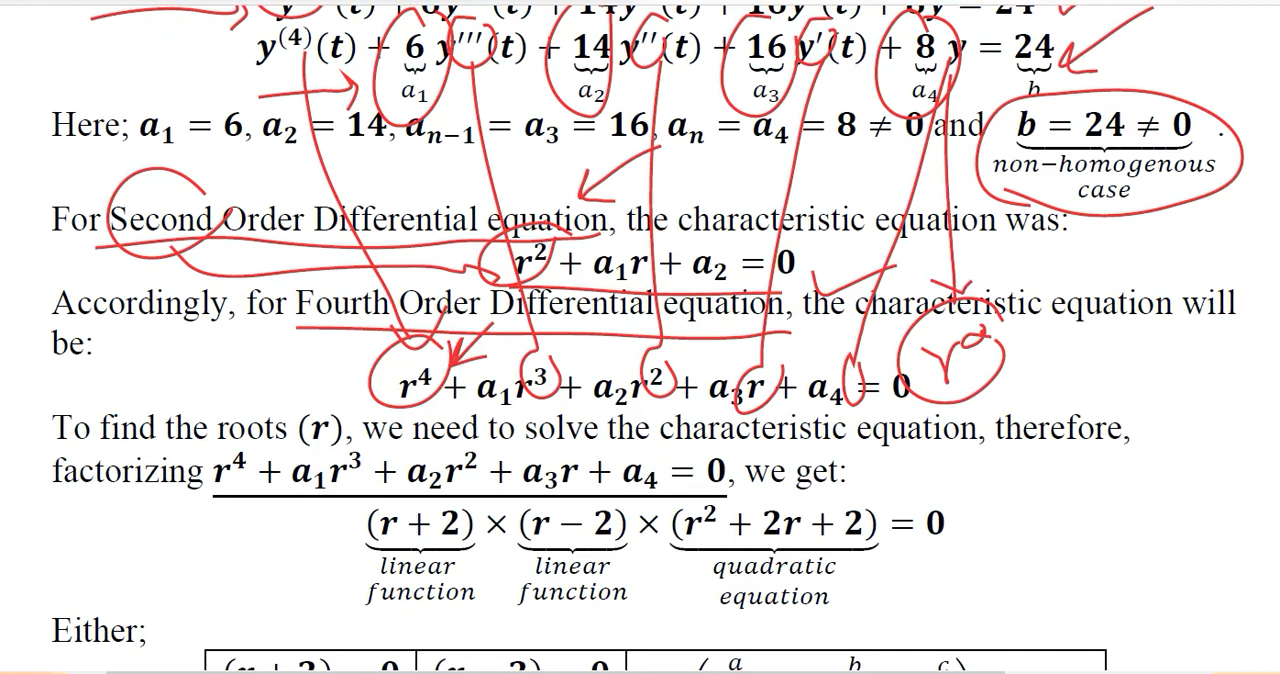 y⁽⁴⁾(t) + 6 y'''(t) + 14 y''(t) + 16 y'(t) + 8 y = 24
a₁ a₂ a₃ a₄ b
Here; a₁ = 6, a₂ = 14, aₙ₋₁ = a₃ = 16, aₙ = a₄ = 8 ≠ 0 and b = 24 ≠ 0 .
non−homogenous
case
For Second Order Differential equation, the characteristic equation was:
r² + a₁r + a₂ = 0
Accordingly, for Fourth Order Differential equation, the characteristic equation will
be:
r⁴ + a₁r³ + a₂r² + a₃r + a₄ = 0
To find the roots (r), we need to solve the characteristic equation, therefore,
factorizing r⁴ + a₁r³ + a₂r² + a₃r + a₄ = 0, we get:
(r + 2) × (r − 2) × (r² + 2r + 2) = 0
linear linear quadratic
function function equation
Either;